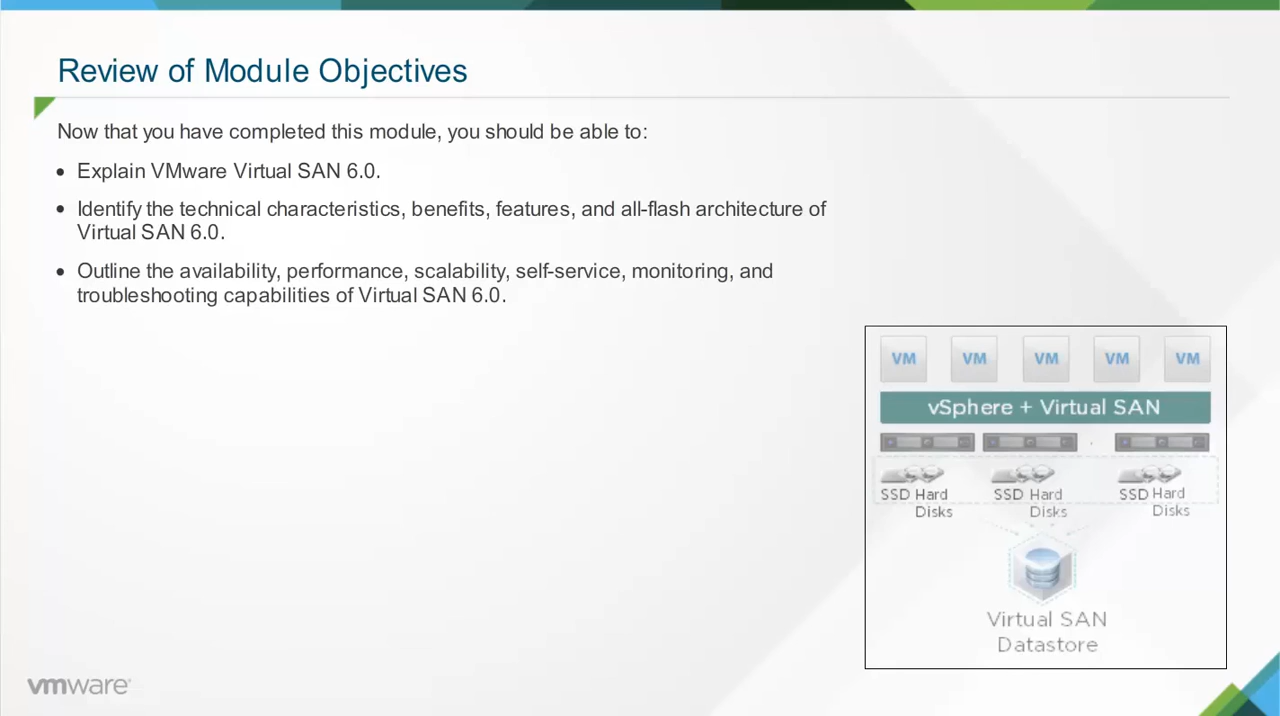 Review of Module Objectives
Now that you have completed this module, you should be able to:
• Explain VMware Virtual SAN 6.0.
• Identify the technical characteristics, benefits, features, and all-flash architecture of
Virtual SAN 6.0.
• Outline the availability, performance, scalability, self-service, monitoring, and
troubleshooting capabilities of Virtual SAN 6.0.
VM VM VM VM VM
vSphere + Virtual SAN
SSD Hard Disks
SSD Hard Disks
SSD Hard Disks
Virtual SAN
Datastore
vmware